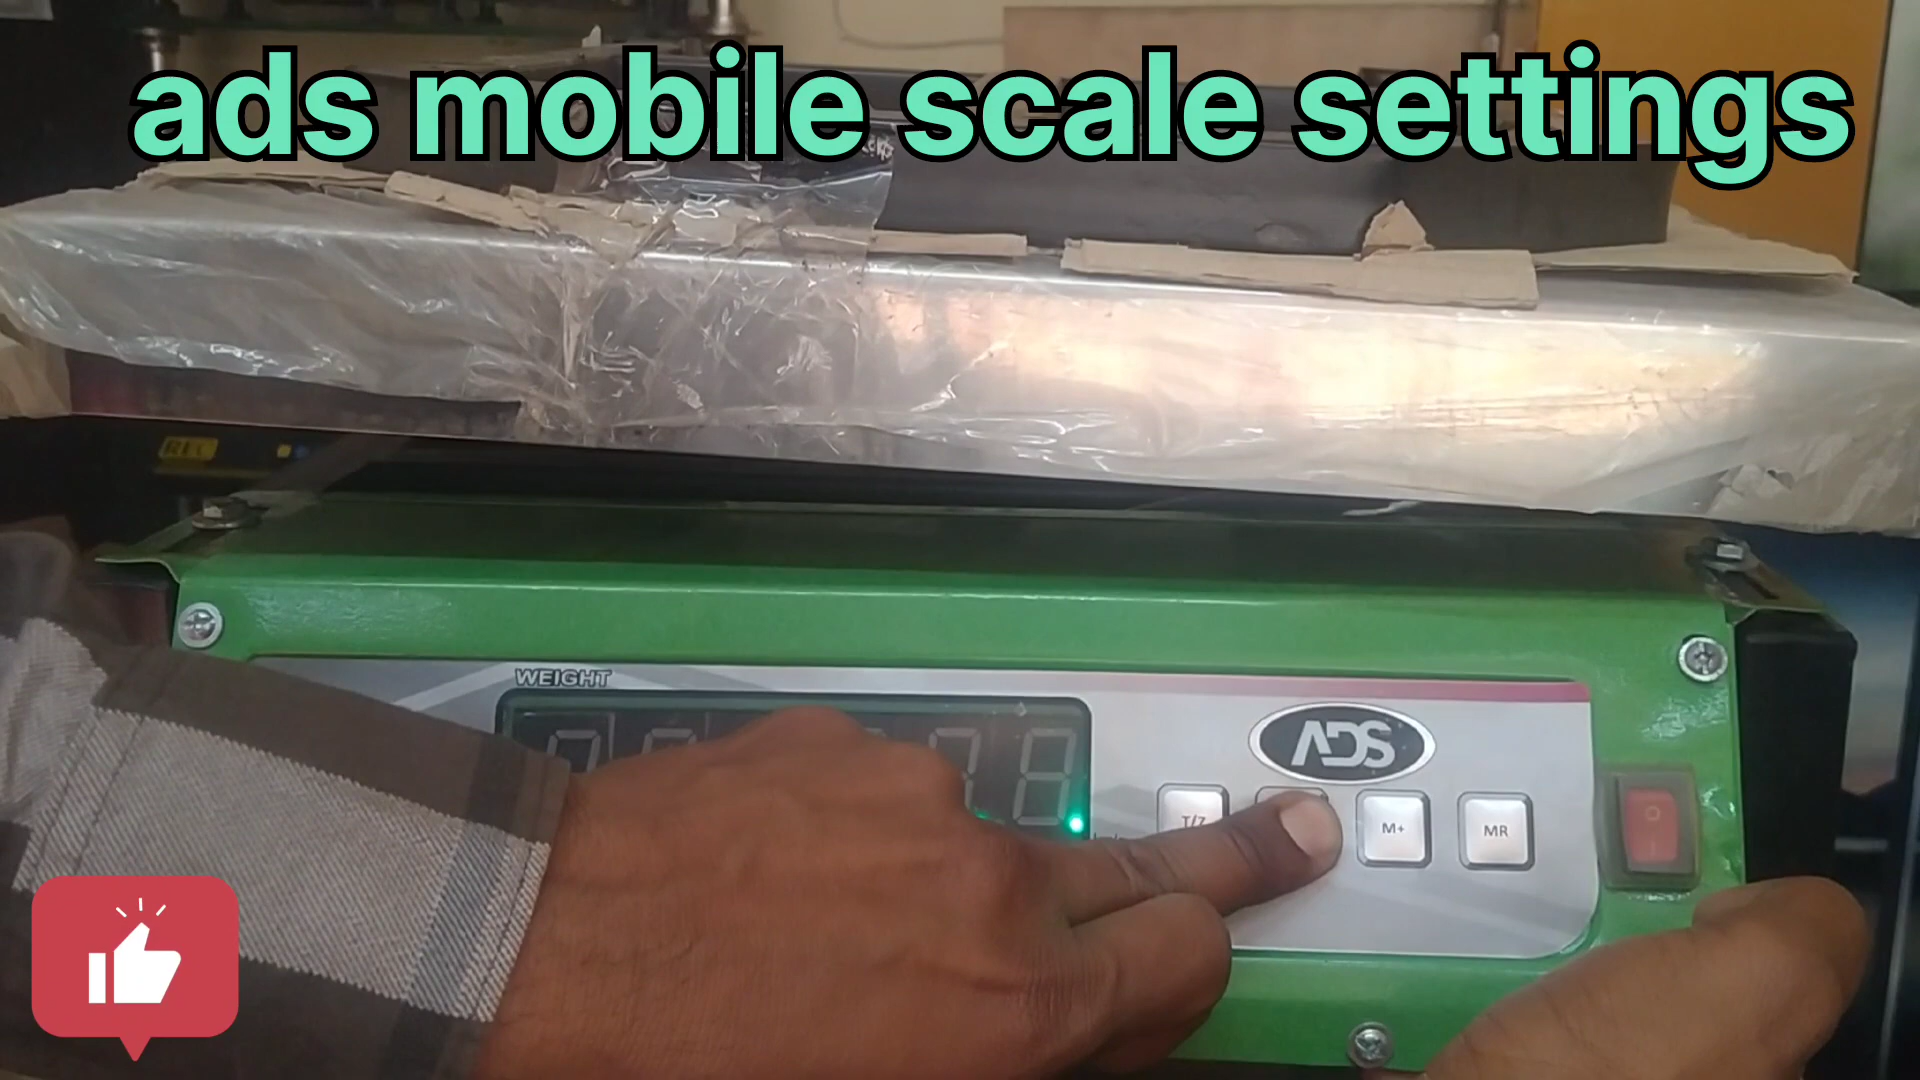 ads mobile scale settings
WEIGHT
ADS
T/Z
M+
MR